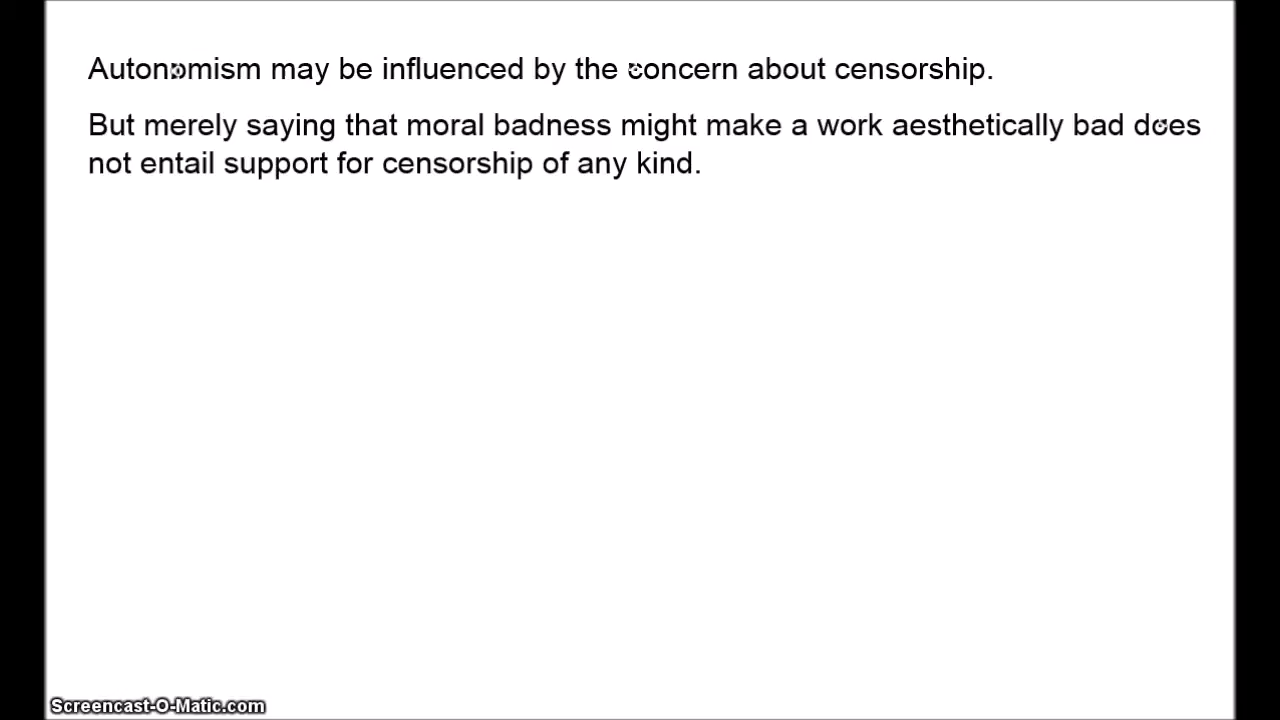 Autonomism may be influenced by the concern about censorship.
But merely saying that moral badness might make a work aesthetically bad does
not entail support for censorship of any kind.
Screencast-O-Matic.com